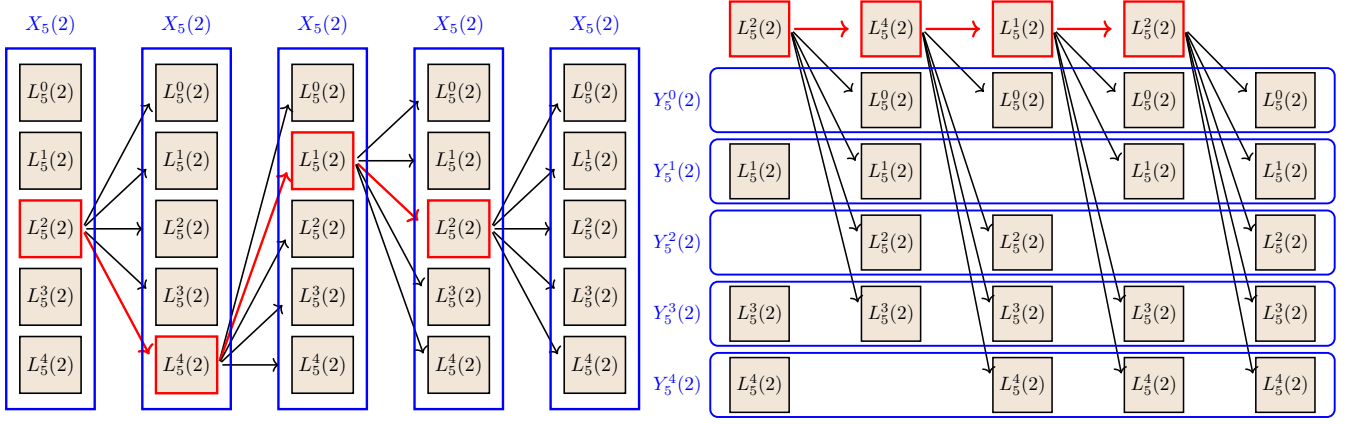 X_5(2) X_5(2) X_5(2) X_5(2) X_5(2)
L_5^0(2) L_5^0(2) L_5^0(2) L_5^0(2) L_5^0(2)
L_5^1(2) L_5^1(2) L_5^1(2) L_5^1(2) L_5^1(2)
L_5^2(2) L_5^2(2) L_5^2(2) L_5^2(2) L_5^2(2)
L_5^3(2) L_5^3(2) L_5^3(2) L_5^3(2) L_5^3(2)
L_5^4(2) L_5^4(2) L_5^4(2) L_5^4(2) L_5^4(2)
L_5^2(2) L_5^4(2) L_5^1(2) L_5^2(2)
Y_5^0(2) L_5^0(2) L_5^0(2) L_5^0(2) L_5^0(2)
Y_5^1(2) L_5^1(2) L_5^1(2) L_5^1(2) L_5^1(2)
Y_5^2(2) L_5^2(2) L_5^2(2) L_5^2(2)
Y_5^3(2) L_5^3(2) L_5^3(2) L_5^3(2) L_5^3(2) L_5^3(2)
Y_5^4(2) L_5^4(2) L_5^4(2) L_5^4(2) L_5^4(2)